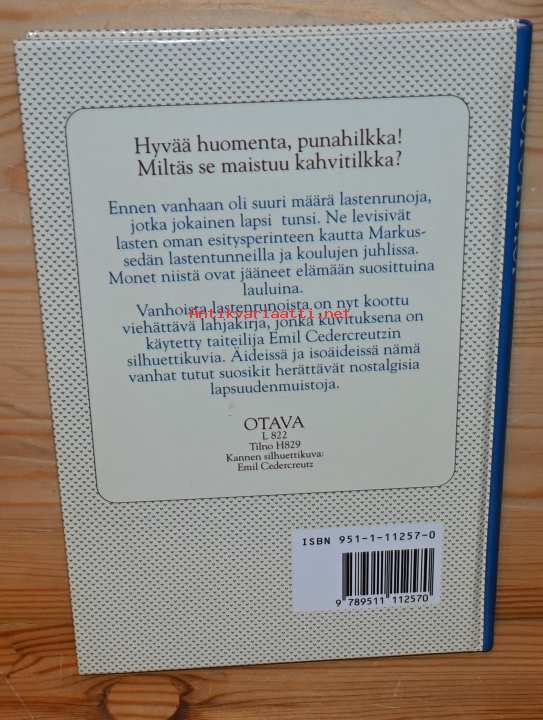 Hyvää huomenta, punahilkka!
Miltäs se maistuu kahvitilkka?
Ennen vanhaan oli suuri määrä lastenrunoja,
jotka jokainen lapsi tunsi. Ne levisivät
lasten oman esitysperinteen kautta Markus-
sedän lastentunneilla ja koulujen juhlissa.
Monet niistä ovat jääneet elämään suosittuina
lauluina.
Vanhoista lastenrunoista on nyt koottu
Antikvariaatti.net
viehättävä lahjakirja, jonka kuvituksena on
käytetty taiteilija Emil Cedercreutzin
silhuettikuvia. Äideissä ja isoäideissä nämä
vanhat tutut suosikit herättävät nostalgisia
lapsuudenmuistoja.
OTAVA
L 822
Tilno H829
Kannen silhuettikuva:
Emil Cedercreutz
ISBN 951-1-11257-0
9 789511 112570